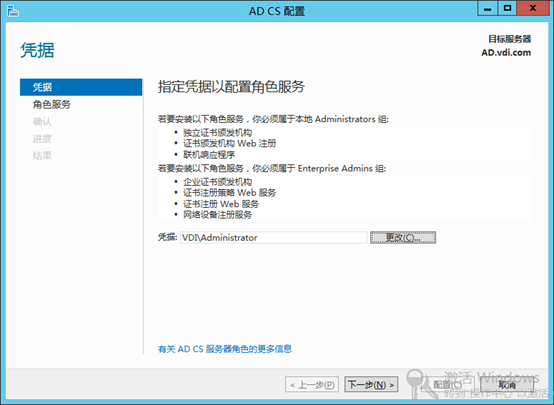 AD CS 配置
凭据
目标服务器
AD.vdi.com
凭据
角色服务
确认
进度
结果
指定凭据以配置角色服务
若要安装以下角色服务，你必须属于本地 Administrators 组:
• 独立证书颁发机构
• 证书颁发机构 Web 注册
• 联机响应程序
若要安装以下角色服务，你必须属于 Enterprise Admins 组:
• 企业证书颁发机构
• 证书注册策略 Web 服务
• 证书注册 Web 服务
• 网络设备注册服务
凭据: VDI\Administrator 更改(C)...
有关 AD CS 服务器角色的更多信息
< 上一步(P) 下一步(N) > 配置(C) 取消
激活 Windows
转到"操作中心"以激活